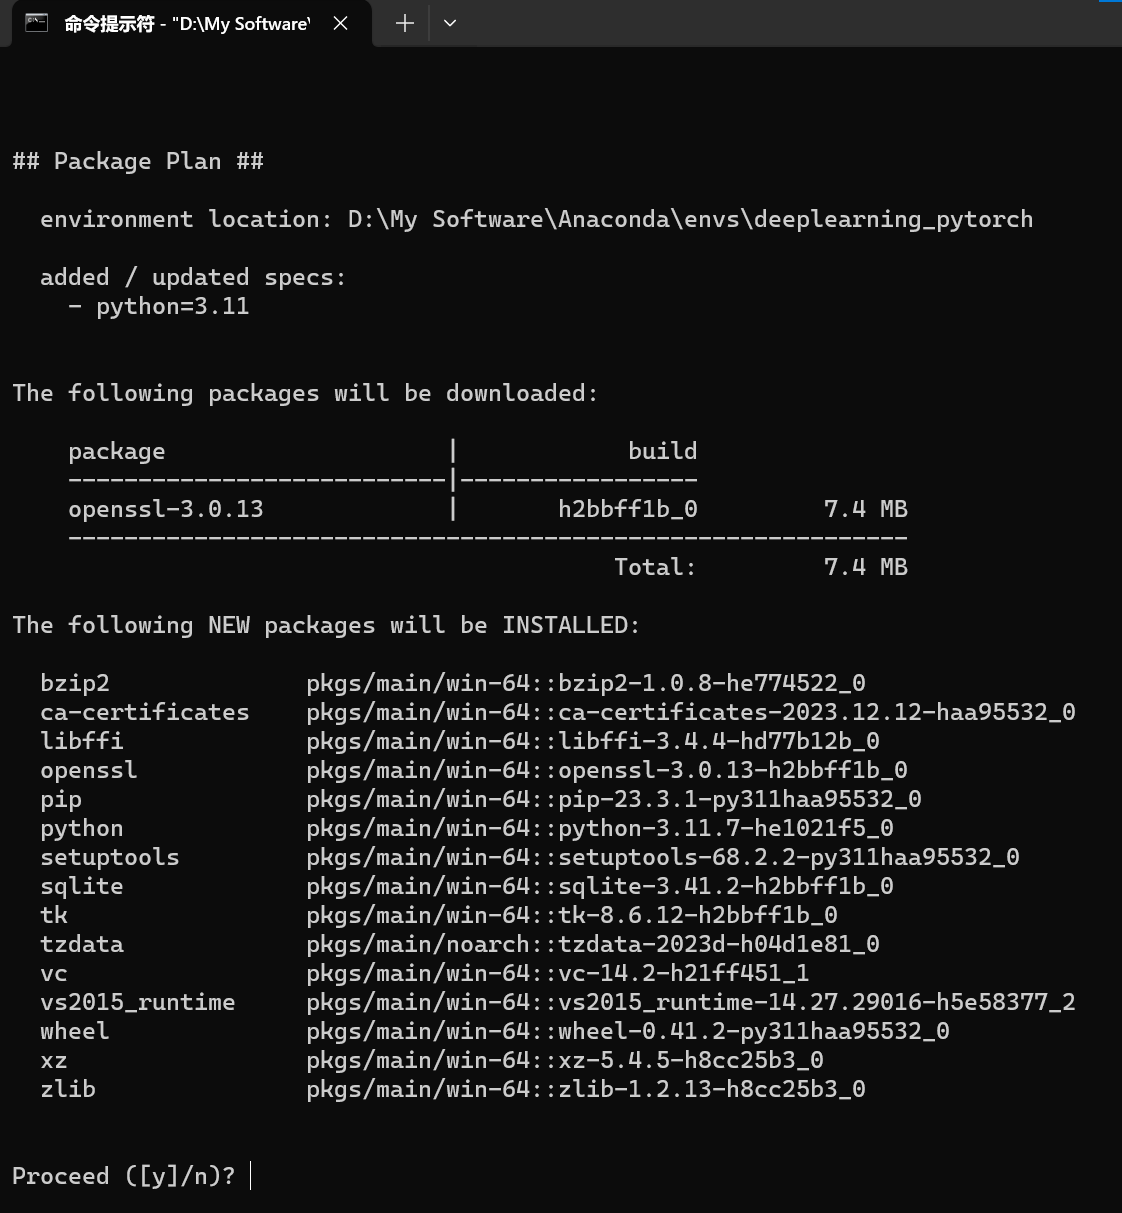 命令提示符 - "D:\My Software\
## Package Plan ##
environment location: D:\My Software\Anaconda\envs\deeplearning_pytorch
added / updated specs:
- python=3.11
The following packages will be downloaded:
package | build
---------------------------|-----------------
openssl-3.0.13 | h2bbff1b_0 7.4 MB
------------------------------------------------------------
Total: 7.4 MB
The following NEW packages will be INSTALLED:
bzip2 pkgs/main/win-64::bzip2-1.0.8-he774522_0
ca-certificates pkgs/main/win-64::ca-certificates-2023.12.12-haa95532_0
libffi pkgs/main/win-64::libffi-3.4.4-hd77b12b_0
openssl pkgs/main/win-64::openssl-3.0.13-h2bbff1b_0
pip pkgs/main/win-64::pip-23.3.1-py311haa95532_0
python pkgs/main/win-64::python-3.11.7-he1021f5_0
setuptools pkgs/main/win-64::setuptools-68.2.2-py311haa95532_0
sqlite pkgs/main/win-64::sqlite-3.41.2-h2bbff1b_0
tk pkgs/main/win-64::tk-8.6.12-h2bbff1b_0
tzdata pkgs/main/noarch::tzdata-2023d-h04d1e81_0
vc pkgs/main/win-64::vc-14.2-h21ff451_1
vs2015_runtime pkgs/main/win-64::vs2015_runtime-14.27.29016-h5e58377_2
wheel pkgs/main/win-64::wheel-0.41.2-py311haa95532_0
xz pkgs/main/win-64::xz-5.4.5-h8cc25b3_0
zlib pkgs/main/win-64::zlib-1.2.13-h8cc25b3_0
Proceed ([y]/n)?